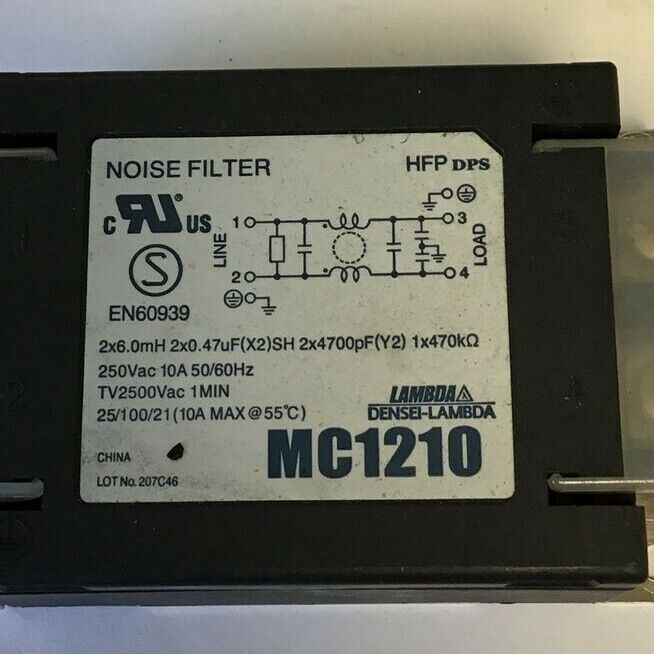 NOISE FILTER
HFP DPS
c RU US
S
EN60939
LINE
1
2
3
4
LOAD
2x6.0mH 2x0.47uF(X2)SH 2x4700pF(Y2) 1x470kΩ
250Vac 10A 50/60Hz
TV2500Vac 1MIN
25/100/21(10A MAX @55℃)
LAMBDA
DENSEI-LAMBDA
MC1210
CHINA
LOT No. 207C46
2